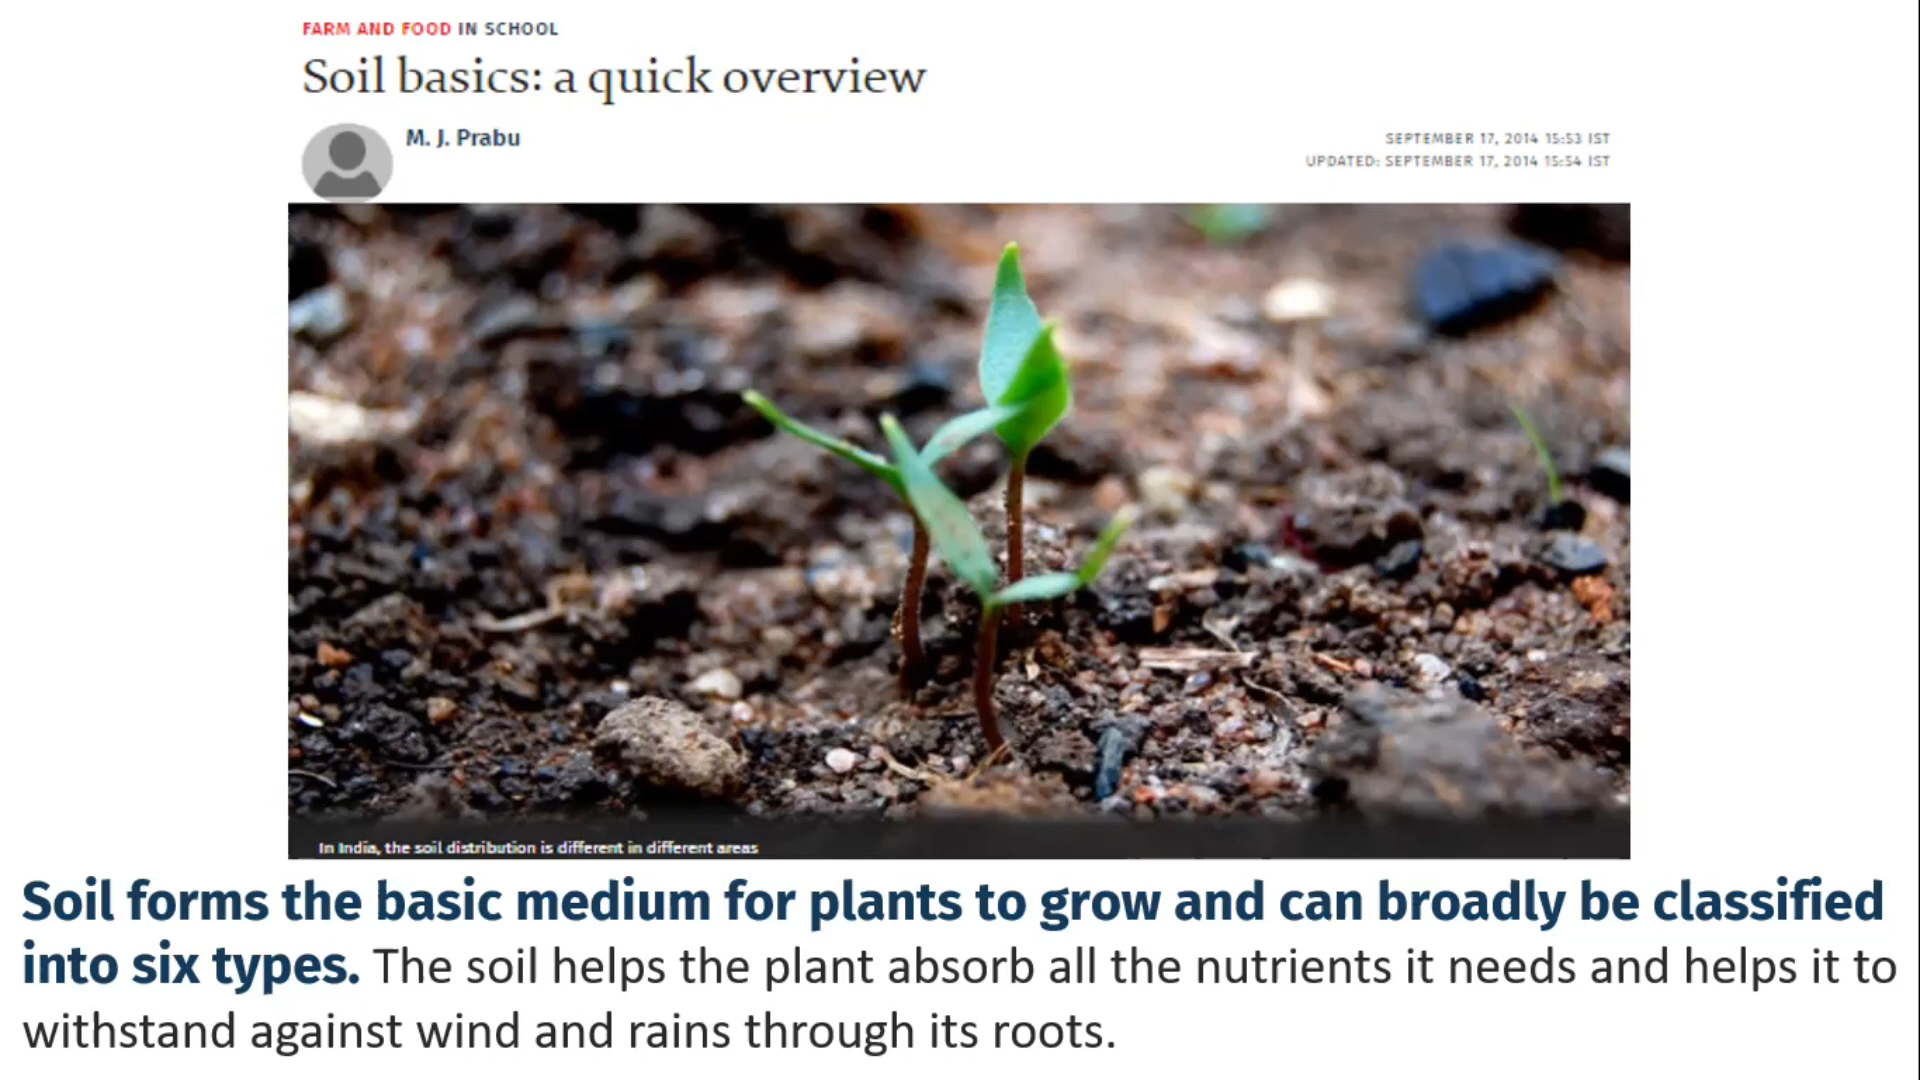 FARM AND FOOD IN SCHOOL
Soil basics: a quick overview
M. J. Prabu
SEPTEMBER 17, 2014 15:53 IST
UPDATED: SEPTEMBER 17, 2014 15:54 IST
In India, the soil distribution is different in different areas
Soil forms the basic medium for plants to grow and can broadly be classified
into six types. The soil helps the plant absorb all the nutrients it needs and helps it to
withstand against wind and rains through its roots.